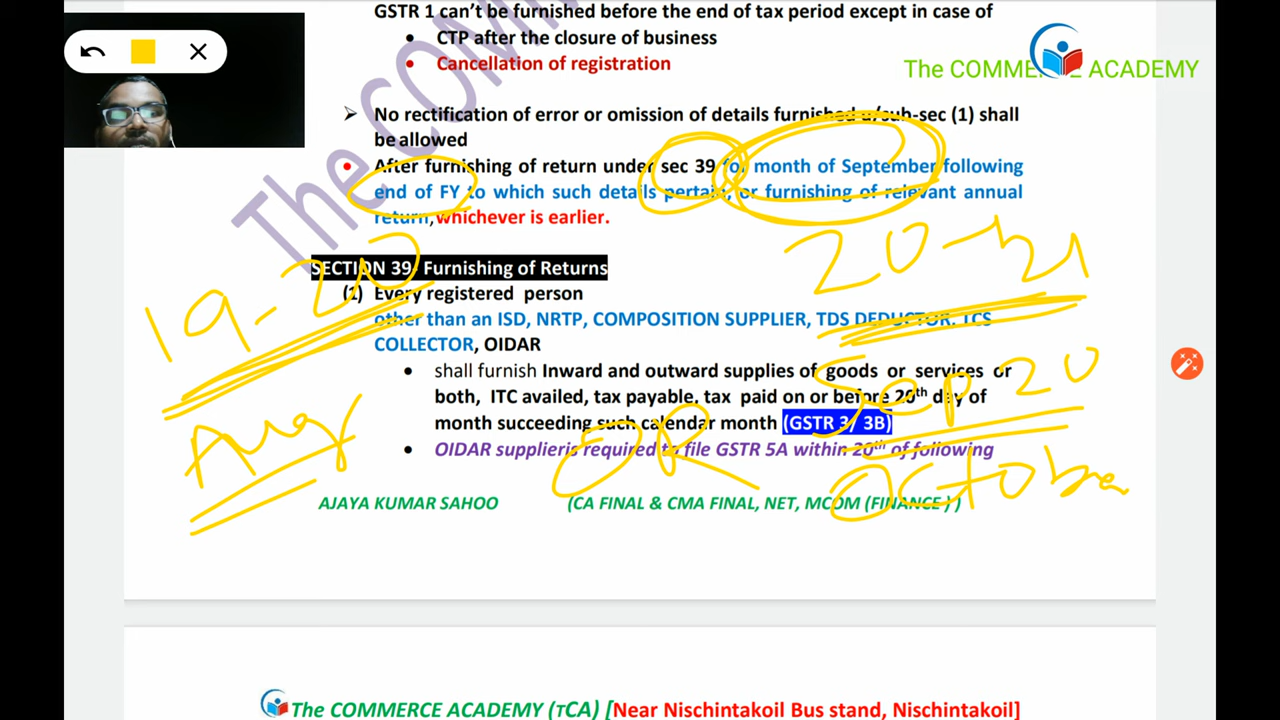 GSTR 1 can't be furnished before the end of tax period except in case of
• CTP after the closure of business
• Cancellation of registration
The COMMERCE ACADEMY
➢ No rectification of error or omission of details furnished u/sub-sec (1) shall
be allowed
• After furnishing of return under sec 39 for month of September following
end of FY to which such details pertain, or furnishing of relevant annual
return, whichever is earlier.
20-21
19-20
SECTION 39/ Furnishing of Returns
(1) Every registered person
other than an ISD, NRTP, COMPOSITION SUPPLIER, TDS DEDUCTOR, TCS
COLLECTOR, OIDAR
• shall furnish Inward and outward supplies of goods or services or
both, ITC availed, tax payable, tax paid on or before 20th day of
month succeeding such calendar month (GSTR 3/ 3B)
Sep 20
Aug
OR
• OIDAR supplieris required to file GSTR 5A within 20th of following
October
AJAYA KUMAR SAHOO (CA FINAL & CMA FINAL, NET, MCOM (FINANCE ) )
The COMMERCE ACADEMY (TCA) [Near Nischintakoil Bus stand, Nischintakoil]